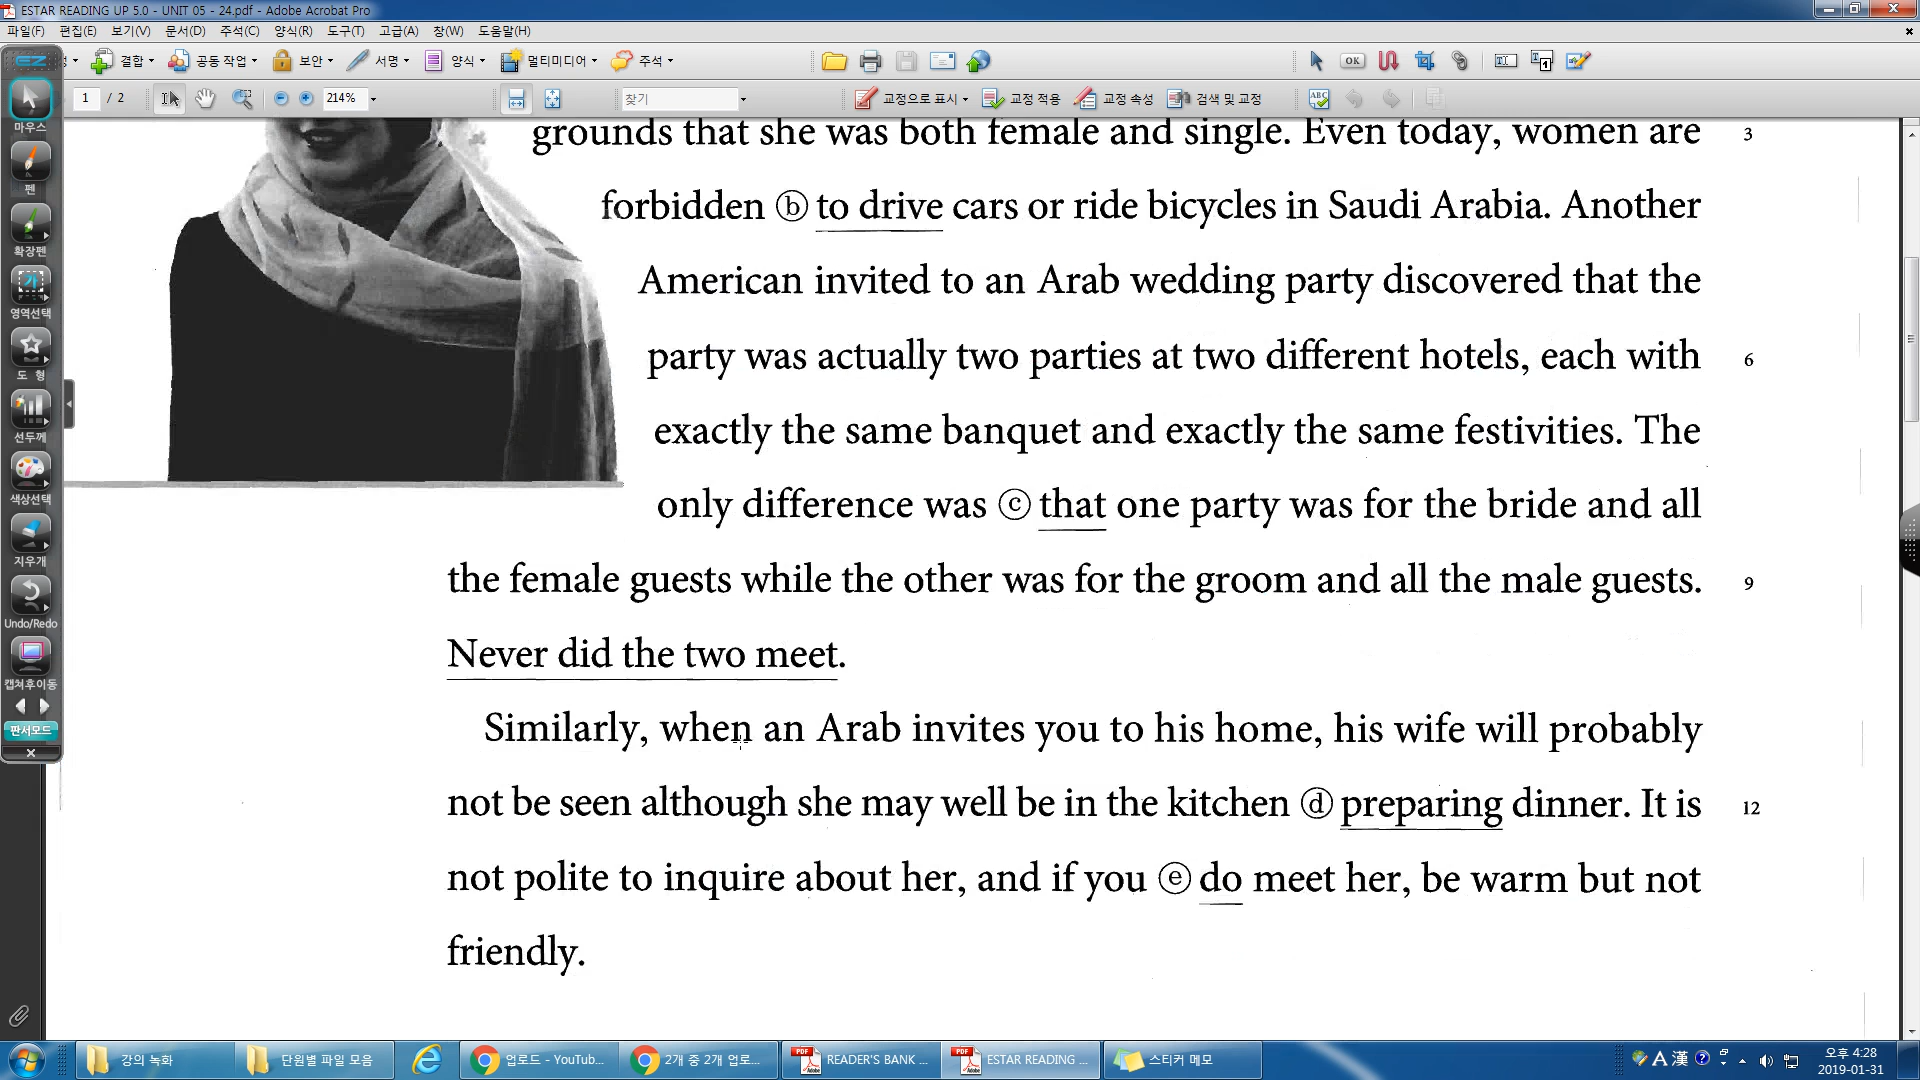 ESTAR READING UP 5.0 - UNIT 05 - 24.pdf - Adobe Acrobat Pro
파일(F) 편집(E) 보기(V) 문서(D) 주석(C) 양식(R) 도구(T) 고급(A) 창(W) 도움말(H)
결합 공동 작업 보안 서명 양식 멀티미디어 주석 OK
1 / 2 214% 찾기 교정으로 표시 교정 적용 교정 속성 검색 및 교정
마우스
펜
확장펜
가
영역선택
도 형
선두께
색상선택
지우개
Undo/Redo
캡쳐후이동
판서모드
grounds that she was both female and single. Even today, women are 3
forbidden ⓑ to drive cars or ride bicycles in Saudi Arabia. Another
American invited to an Arab wedding party discovered that the
party was actually two parties at two different hotels, each with 6
exactly the same banquet and exactly the same festivities. The
only difference was ⓒ that one party was for the bride and all
the female guests while the other was for the groom and all the male guests. 9
Never did the two meet.
Similarly, when an Arab invites you to his home, his wife will probably
not be seen although she may well be in the kitchen ⓓ preparing dinner. It is 12
not polite to inquire about her, and if you ⓔ do meet her, be warm but not
friendly.
강의 녹화 단원별 파일 모음 업로드 - YouTub... 2개 중 2개 업로... READER'S BANK ... ESTAR READING ... 스티커 메모 A 漢 오후 4:28
2019-01-31